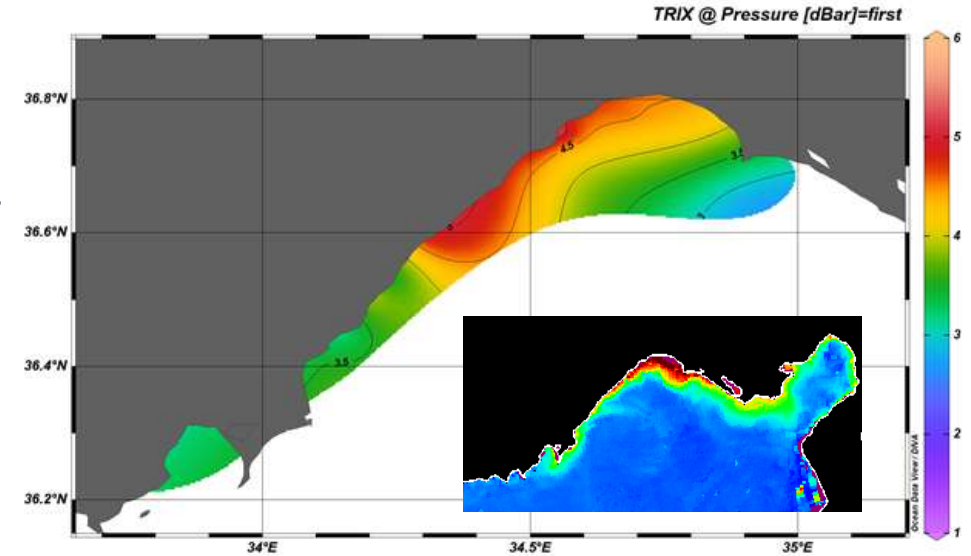 TRIX @ Pressure [dBar]=first
6
36.8°N
5
4.5
3.5
3
5
36.6°N
4
36.4°N
3.5
3
2
36.2°N
Ocean Data View / DIVA
1
34°E
34.5°E
35°E